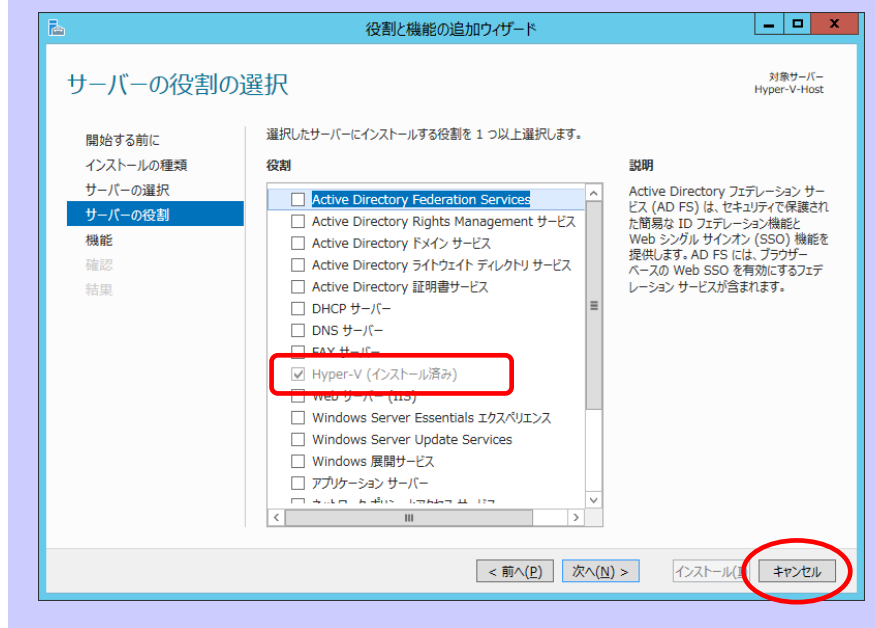 役割と機能の追加ウィザード
サーバーの役割の選択
対象サーバー
Hyper-V-Host
開始する前に
インストールの種類
サーバーの選択
サーバーの役割
機能
確認
結果
選択したサーバーにインストールする役割を 1 つ以上選択します。
役割
Active Directory Federation Services
Active Directory Rights Management サービス
Active Directory ドメイン サービス
Active Directory ライトウェイト ディレクトリ サービス
Active Directory 証明書サービス
DHCP サーバー
DNS サーバー
FAX サーバー
Hyper-V (インストール済み)
Web サーバー (IIS)
Windows Server Essentials エクスペリエンス
Windows Server Update Services
Windows 展開サービス
アプリケーション サーバー
説明
Active Directory フェデレーション サー
ビス (AD FS) は、セキュリティで保護され
た簡易な ID フェデレーション機能と
Web シングル サインオン (SSO) 機能を
提供します。AD FS には、ブラウザー
ベースの Web SSO を有効にするフェデ
レーション サービスが含まれます。
< 前へ(P)
次へ(N) >
インストール(I
キャンセル